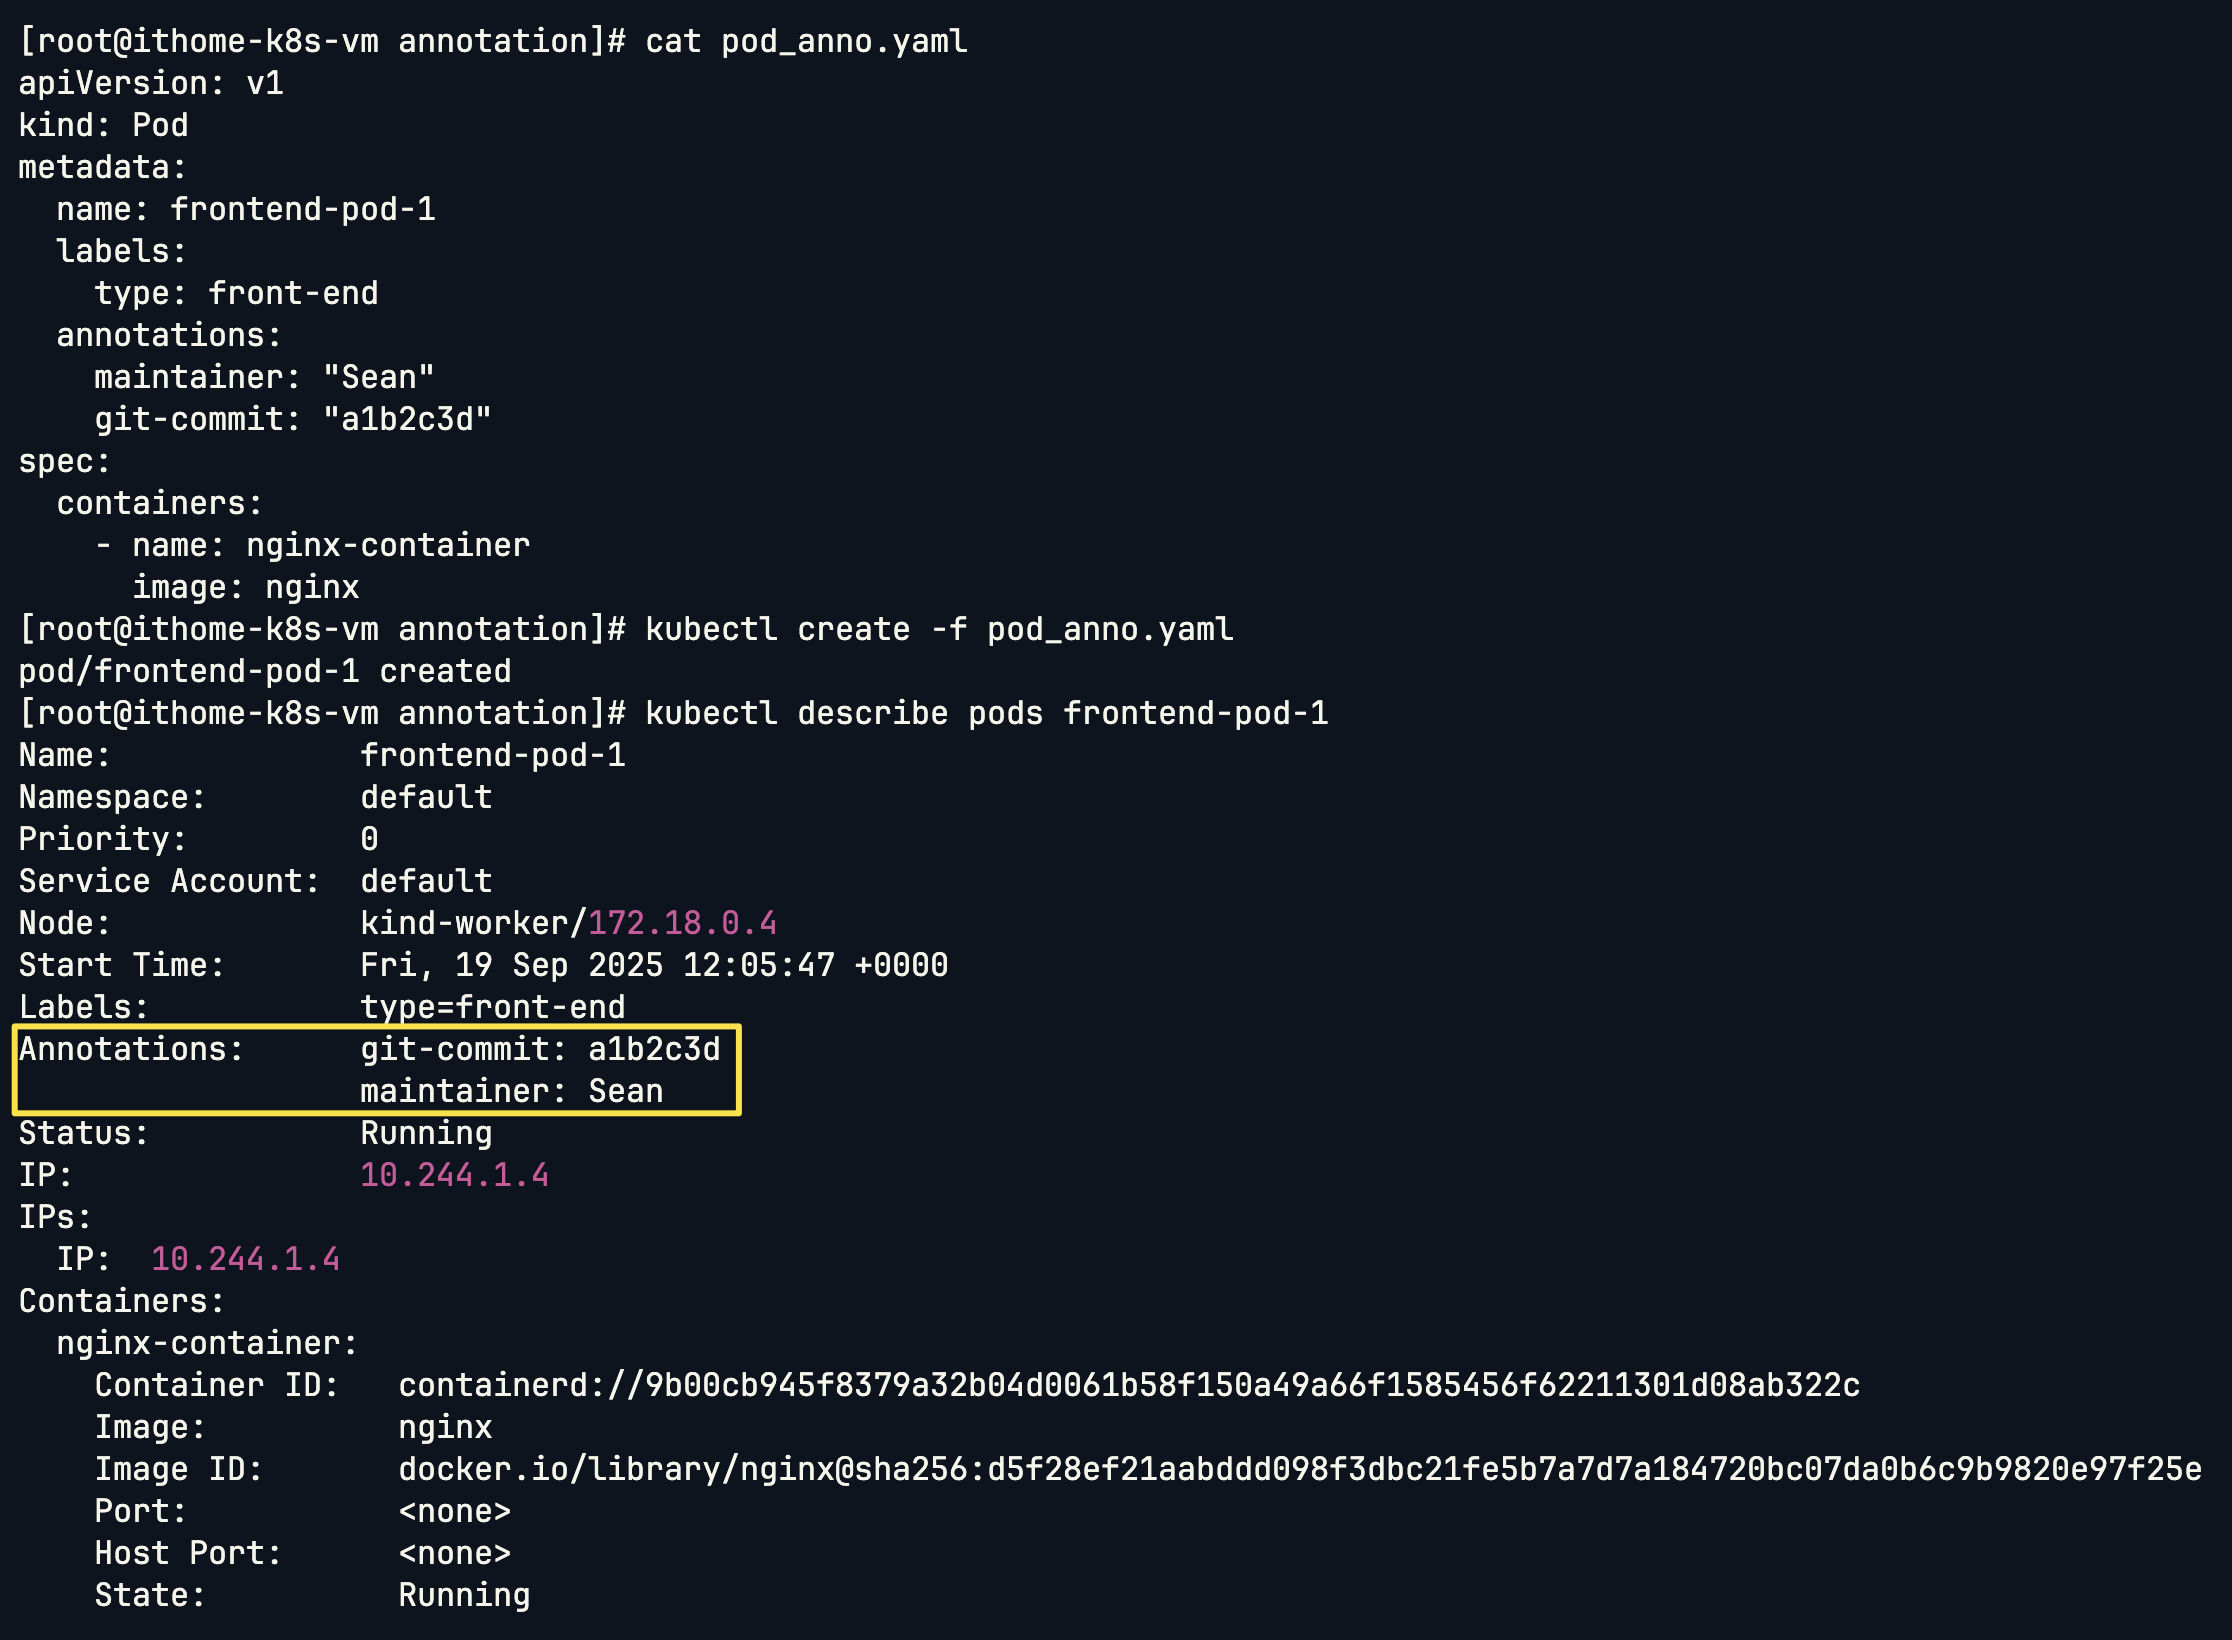 [root@ithome-k8s-vm annotation]# cat pod_anno.yaml
apiVersion: v1
kind: Pod
metadata:
  name: frontend-pod-1
  labels:
    type: front-end
  annotations:
    maintainer: "Sean"
    git-commit: "a1b2c3d"
spec:
  containers:
    - name: nginx-container
      image: nginx
[root@ithome-k8s-vm annotation]# kubectl create -f pod_anno.yaml
pod/frontend-pod-1 created
[root@ithome-k8s-vm annotation]# kubectl describe pods frontend-pod-1
Name:             frontend-pod-1
Namespace:        default
Priority:         0
Service Account:  default
Node:             kind-worker/172.18.0.4
Start Time:       Fri, 19 Sep 2025 12:05:47 +0000
Labels:           type=front-end
Annotations:      git-commit: a1b2c3d
                  maintainer: Sean
Status:           Running
IP:               10.244.1.4
IPs:
  IP:  10.244.1.4
Containers:
  nginx-container:
    Container ID:   containerd://9b00cb945f8379a32b04d0061b58f150a49a66f1585456f62211301d08ab322c
    Image:          nginx
    Image ID:       docker.io/library/nginx@sha256:d5f28ef21aabddd098f3dbc21fe5b7a7d7a184720bc07da0b6c9b9820e97f25e
    Port:           <none>
    Host Port:      <none>
    State:          Running